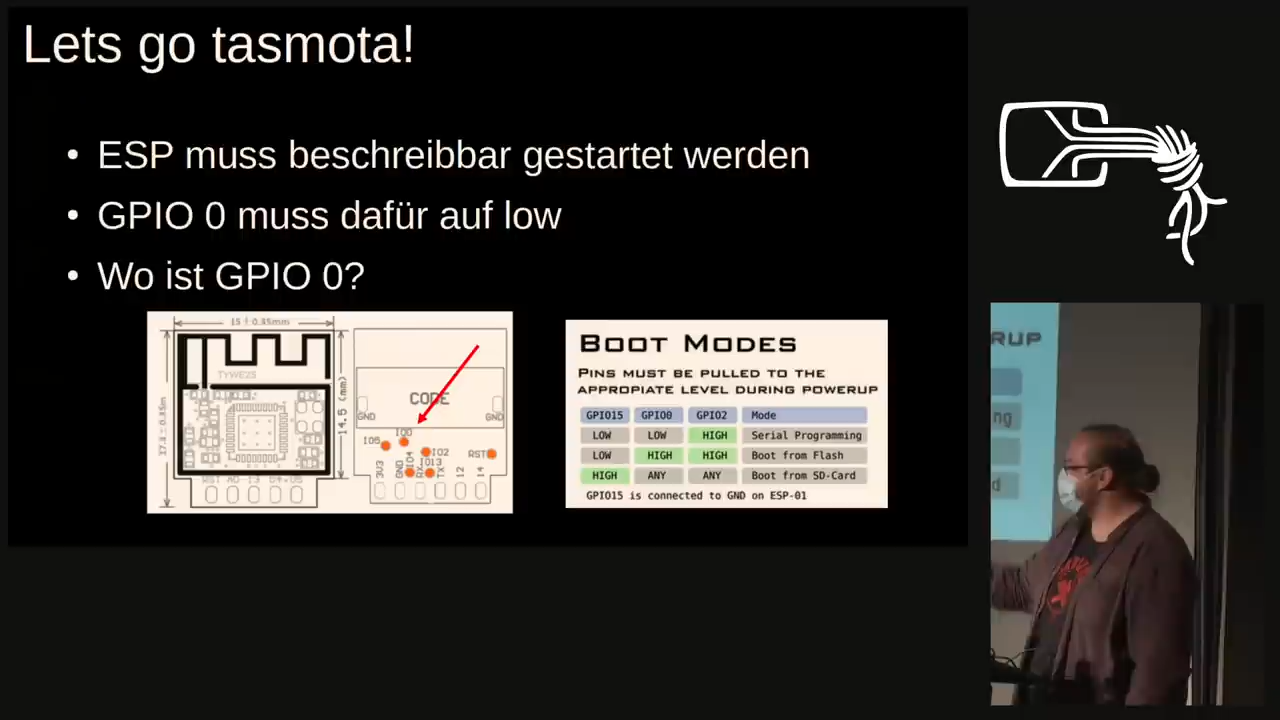 Lets go tasmota!
ESP muss beschreibbar gestartet werden
GPIO 0 muss dafür auf low
Wo ist GPIO 0?
15 ± 0.35mm
TYWE2S
14.5 (mm)
CODE
GND
GND
IO0
IO5
IO2
RST
IO4
IO13
3V3
GND
RX
TX
12
14
BOOT MODES
PINS MUST BE PULLED TO THE
APPROPIATE LEVEL DURING POWERUP
GPIO15 GPIO0 GPIO2 Mode
LOW LOW HIGH Serial Programming
LOW HIGH HIGH Boot from Flash
HIGH ANY ANY Boot from SD-Card
GPIO15 is connected to GND on ESP-01
RUP
ng
d